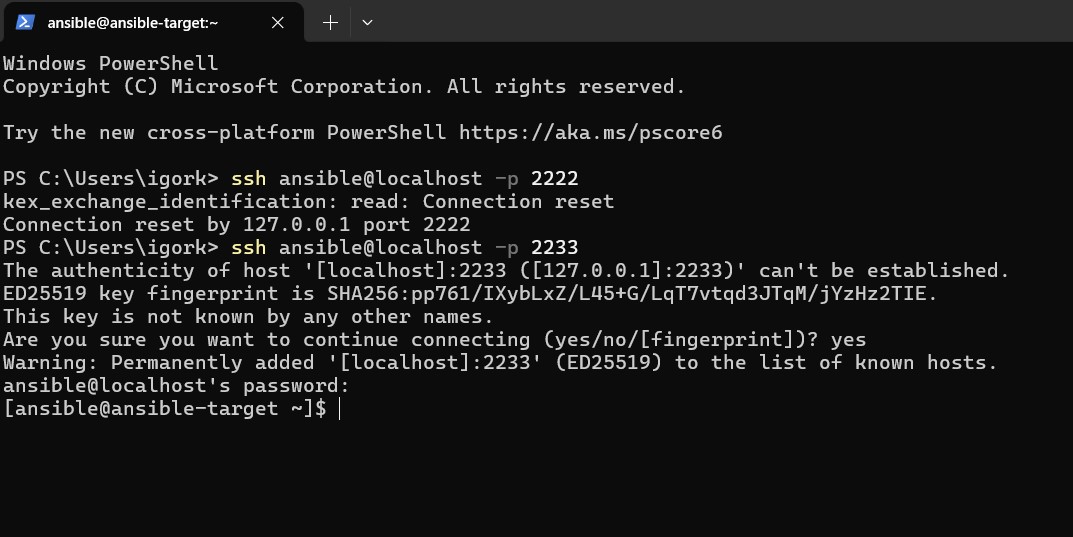 ansible@ansible-target:~
Windows PowerShell
Copyright (C) Microsoft Corporation. All rights reserved.
Try the new cross-platform PowerShell https://aka.ms/pscore6
PS C:\Users\igork> ssh ansible@localhost -p 2222
kex_exchange_identification: read: Connection reset
Connection reset by 127.0.0.1 port 2222
PS C:\Users\igork> ssh ansible@localhost -p 2233
The authenticity of host '[localhost]:2233 ([127.0.0.1]:2233)' can't be established.
ED25519 key fingerprint is SHA256:pp761/IXybLxZ/L45+G/LqT7vtqd3JTqM/jYzHz2TIE.
This key is not known by any other names.
Are you sure you want to continue connecting (yes/no/[fingerprint])? yes
Warning: Permanently added '[localhost]:2233' (ED25519) to the list of known hosts.
ansible@localhost's password:
[ansible@ansible-target ~]$